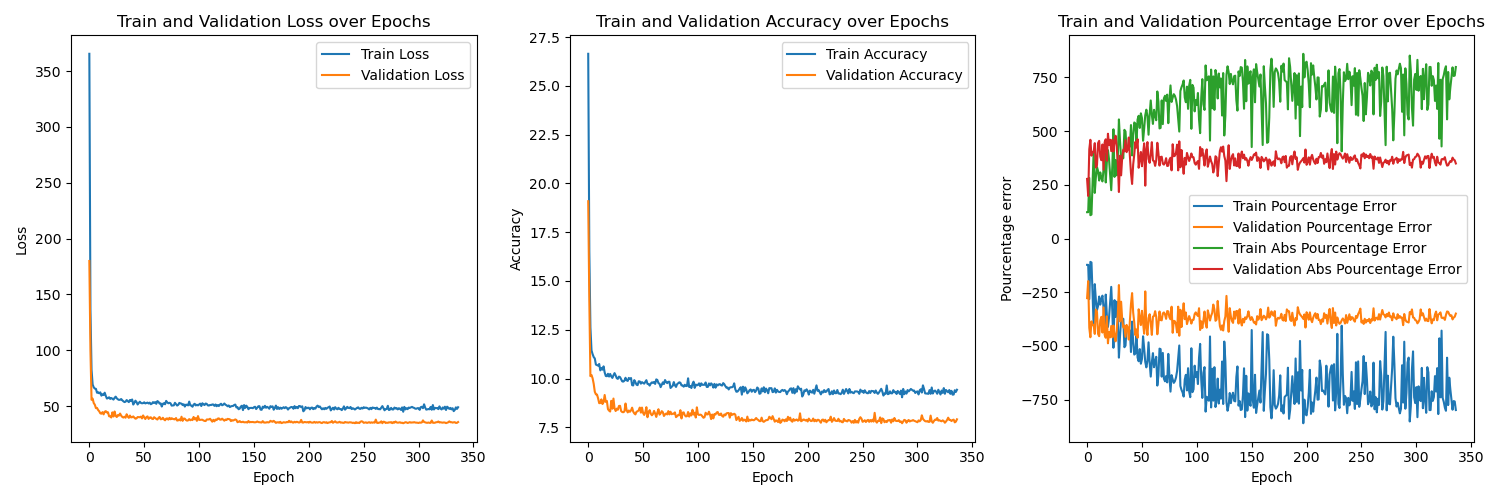 Train and Validation Loss over Epochs
Loss
350
300
250
200
150
100
50
Train Loss
Validation Loss
0 50 100 150 200 250 300 350
Epoch
Train and Validation Accuracy over Epochs
Accuracy
27.5
25.0
22.5
20.0
17.5
15.0
12.5
10.0
7.5
Train Accuracy
Validation Accuracy
0 50 100 150 200 250 300 350
Epoch
Train and Validation Pourcentage Error over Epochs
Pourcentage error
750
500
250
0
−250
−500
−750
Train Pourcentage Error
Validation Pourcentage Error
Train Abs Pourcentage Error
Validation Abs Pourcentage Error
0 50 100 150 200 250 300 350
Epoch